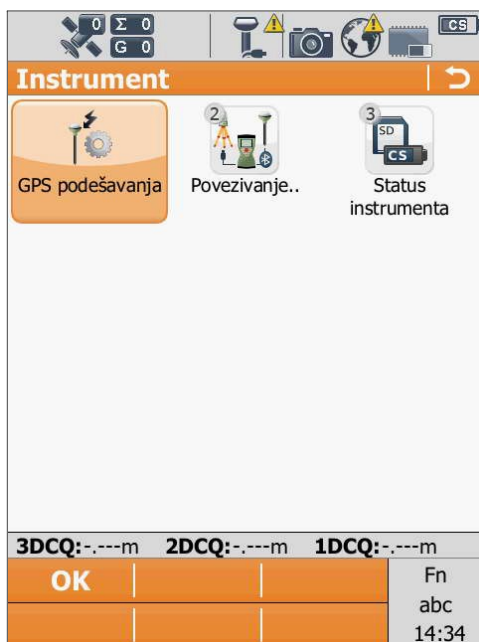 0 Σ 0
G 0
CS
Instrument
GPS podešavanja
2
Povezivanje..
3
SD
CS
Status
instrumenta
3DCQ:-.---m 2DCQ:-.---m 1DCQ:-.---m
OK
Fn
abc
14:34